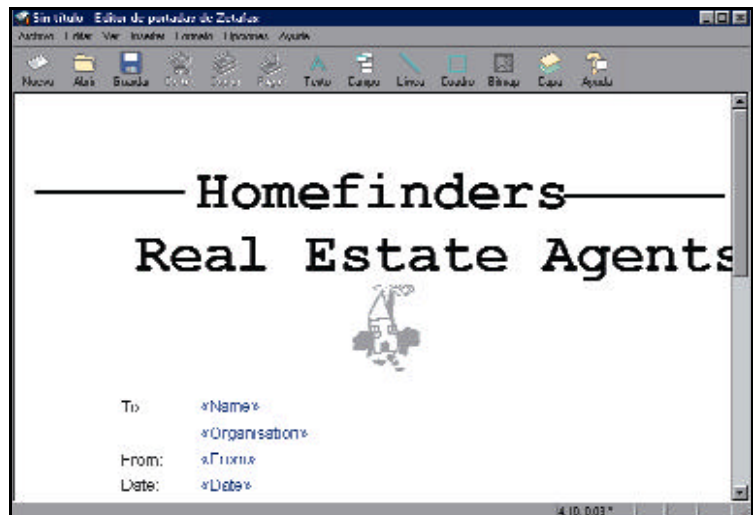 Sin título - Editor de portadas de Zetafax
Archivo Editar Ver Insertar Formato Opciones Ayuda
Nuevo Abrir Guardar Texto Campo Línea Cuadro Bitmap Capa Ayuda
Homefinders
Real Estate Agents
To «Name»
«Organisation»
From: «From»
Date: «Date»